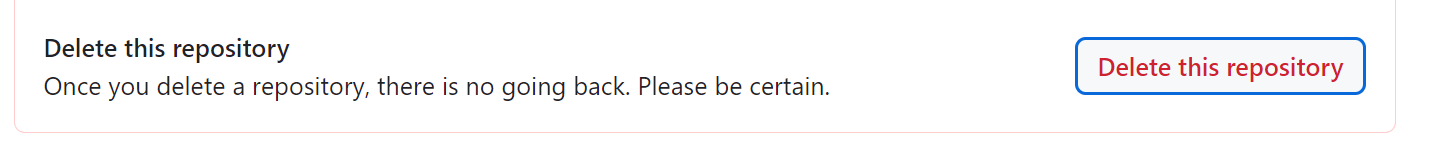 Delete this repository
Once you delete a repository, there is no going back. Please be certain.
Delete this repository